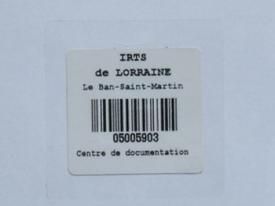 IRTS
de LORRAINE
Le Ban-Saint-Martin
05005903
Centre de documentation